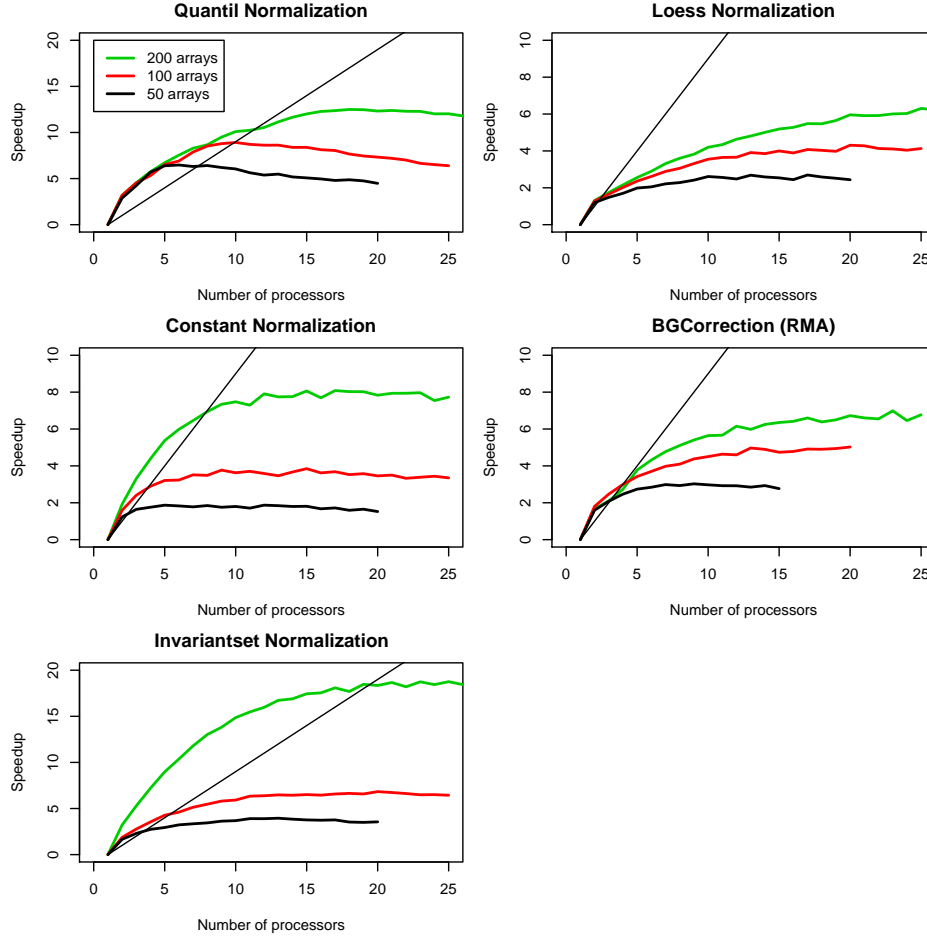 Quantil Normalization
20
15
10
5
0
Speedup
200 arrays
100 arrays
50 arrays
0 5 10 15 20 25
Number of processors
Loess Normalization
10
8
6
4
2
0
Speedup
0 5 10 15 20 25
Number of processors
Constant Normalization
10
8
6
4
2
0
Speedup
0 5 10 15 20 25
Number of processors
BGCorrection (RMA)
10
8
6
4
2
0
Speedup
0 5 10 15 20 25
Number of processors
Invariantset Normalization
20
15
10
5
0
Speedup
0 5 10 15 20 25
Number of processors